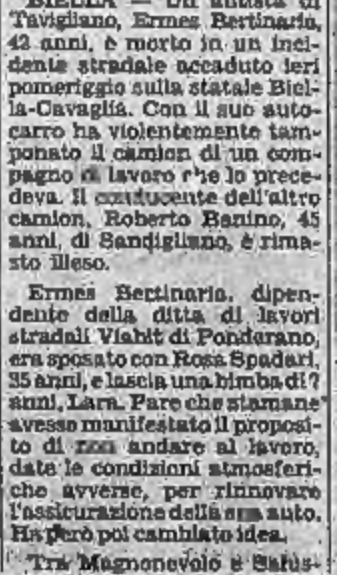 BIELLA — Un autista di
Tavigliano, Ermes Bertinario,
42 anni, è morto in un inci-
dente stradale accaduto ieri
pomeriggio sulla statale Biel-
la-Cavaglià. Con il suo auto-
carro ha violentemente tam-
ponato il camion di un com-
pagno di lavoro che lo prece-
deva. Il conducente dell'altro
camion, Roberto Banino, 45
anni, di Sandigliano, è rima-
sto illeso.
Ermes Bertinario, dipen-
dente della ditta di lavori
stradali Viabit di Ponderano,
era sposato con Rosa Spadari,
35 anni, e lascia una bimba di 7
anni, Lara. Pare che stamane
avesse manifestato il proposi-
to di non andare al lavoro,
date le condizioni atmosferi-
che avverse, per rinnovare
l'assicurazione della sua auto.
Ha però poi cambiato idea.
Tra Magnonevolo e Salus-